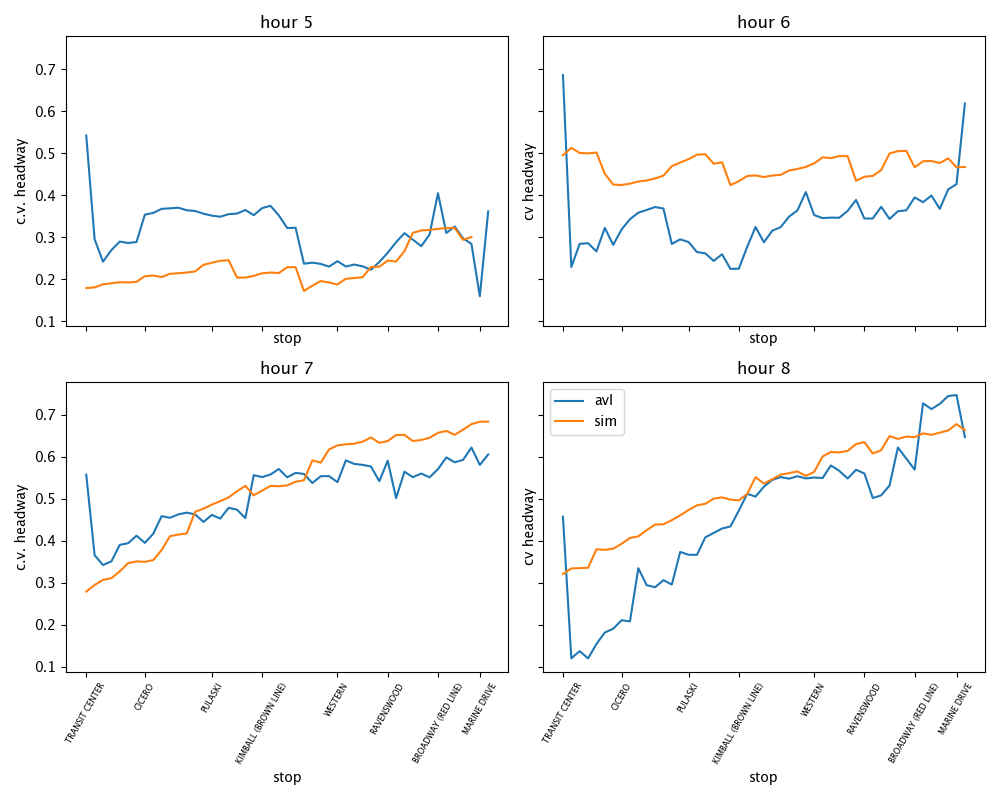 hour 5
hour 6
0.7
0.6
0.5
0.4
0.3
0.2
0.1
c.v. headway
cv headway
stop
stop
hour 7
hour 8
0.7
0.6
0.5
0.4
0.3
0.2
0.1
c.v. headway
cv headway
avl
sim
TRANSIT CENTER
CICERO
PULASKI
KIMBALL (BROWN LINE)
WESTERN
RAVENSWOOD
BROADWAY (RED LINE)
MARINE DRIVE
TRANSIT CENTER
CICERO
PULASKI
KIMBALL (BROWN LINE)
WESTERN
RAVENSWOOD
BROADWAY (RED LINE)
MARINE DRIVE
stop
stop